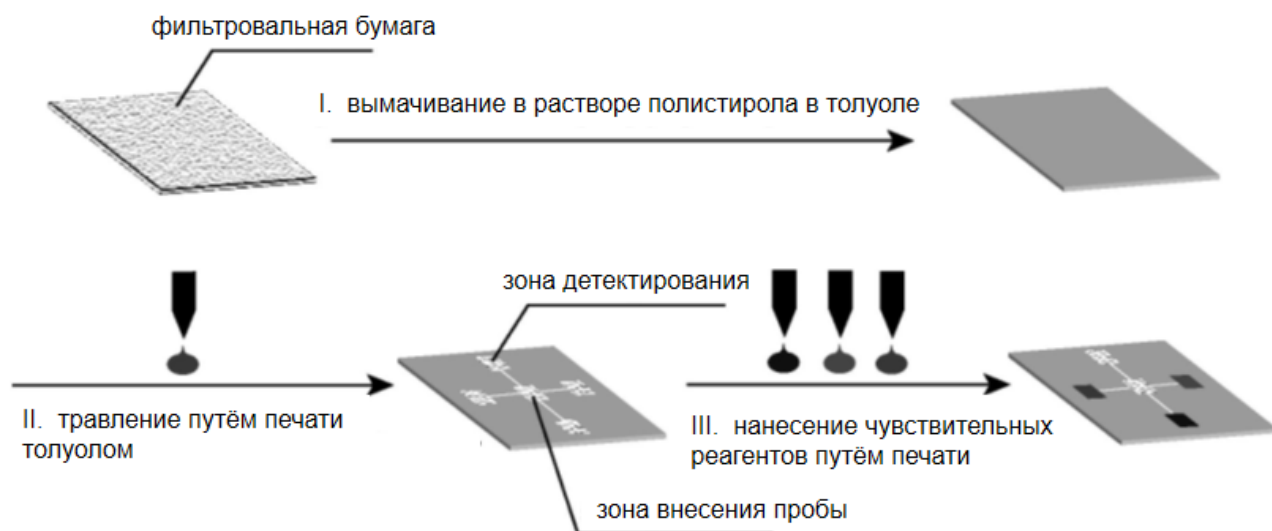 фильтровальная бумага
I. вымачивание в растворе полистирола в толуоле
зона детектирования
II. травление путём печати
толуолом
III. нанесение чувствительных
реагентов путём печати
зона внесения пробы